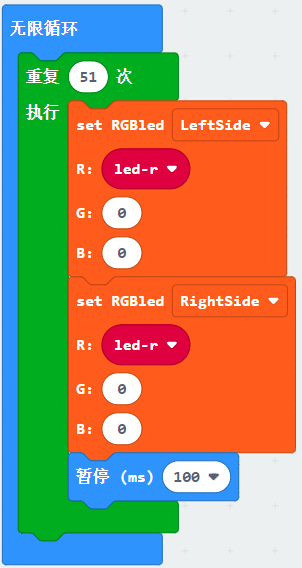 无限循环
重复 51 次
执行
set RGBled LeftSide
R: led-r
G: 0
B: 0
set RGBled RightSide
R: led-r
G: 0
B: 0
暂停 (ms) 100